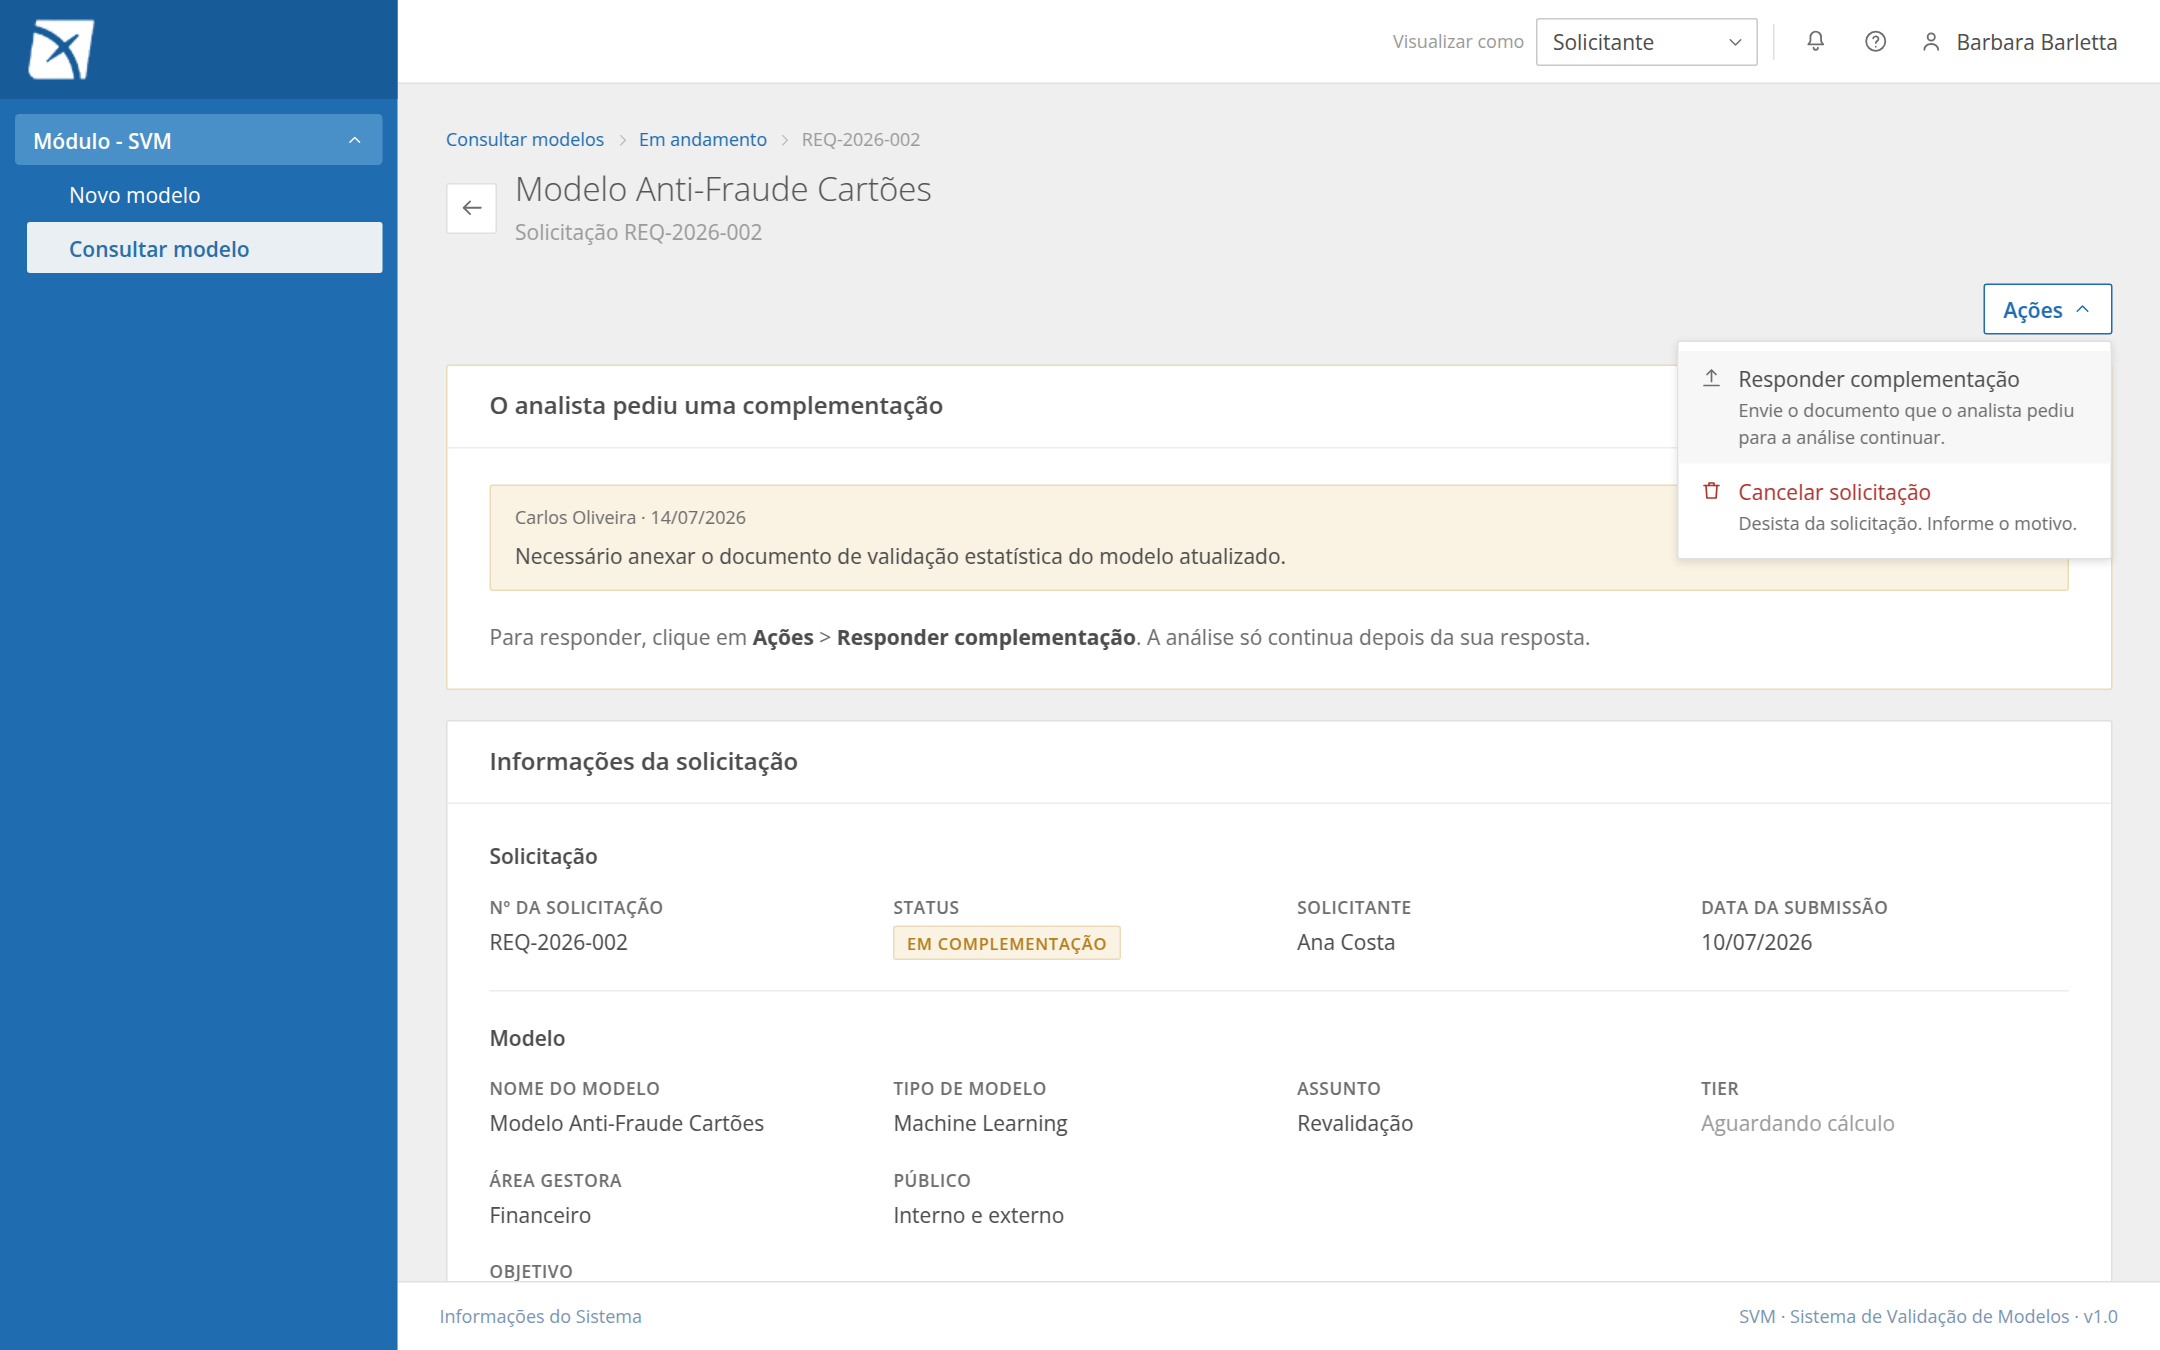 Visualizar como
Solicitante
Barbara Barletta
Módulo - SVM
Novo modelo
Consultar modelo
Consultar modelos > Em andamento > REQ-2026-002
Modelo Anti-Fraude Cartões
Solicitação REQ-2026-002
Ações
Responder complementação
Envie o documento que o analista pediu
para a análise continuar.
Cancelar solicitação
Desista da solicitação. Informe o motivo.
O analista pediu uma complementação
Carlos Oliveira · 14/07/2026
Necessário anexar o documento de validação estatística do modelo atualizado.
Para responder, clique em Ações > Responder complementação. A análise só continua depois da sua resposta.
Informações da solicitação
Solicitação
Nº DA SOLICITAÇÃO
REQ-2026-002
STATUS
EM COMPLEMENTAÇÃO
SOLICITANTE
Ana Costa
DATA DA SUBMISSÃO
10/07/2026
Modelo
NOME DO MODELO
Modelo Anti-Fraude Cartões
TIPO DE MODELO
Machine Learning
ASSUNTO
Revalidação
TIER
Aguardando cálculo
ÁREA GESTORA
Financeiro
PÚBLICO
Interno e externo
OBJETIVO
Informações do Sistema
SVM · Sistema de Validação de Modelos · v1.0